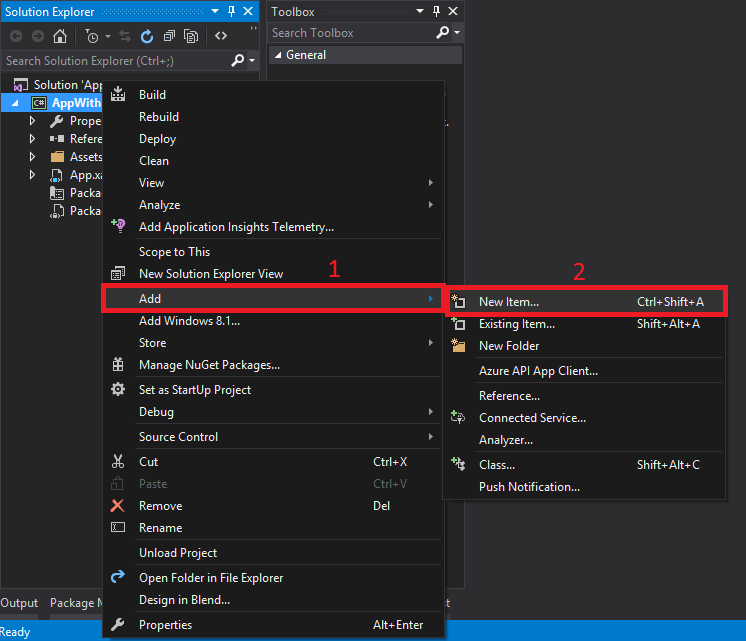 Solution Explorer
Toolbox
Search Solution Explorer (Ctrl+;)
Search Toolbox
General
Solution 'App
C# AppWith
Prope
Refere
Assets
App.xa
Packa
Packa
Build
Rebuild
Deploy
Clean
View
Analyze
Add Application Insights Telemetry...
Scope to This
New Solution Explorer View
1
Add
Add Windows 8.1...
Store
Manage NuGet Packages...
Set as StartUp Project
Debug
Source Control
Cut Ctrl+X
Paste Ctrl+V
Remove Del
Rename
Unload Project
Open Folder in File Explorer
Design in Blend...
Properties Alt+Enter
2
New Item... Ctrl+Shift+A
Existing Item... Shift+Alt+A
New Folder
Azure API App Client...
Reference...
Connected Service...
Analyzer...
Class... Shift+Alt+C
Push Notification...
Output Package M
Ready